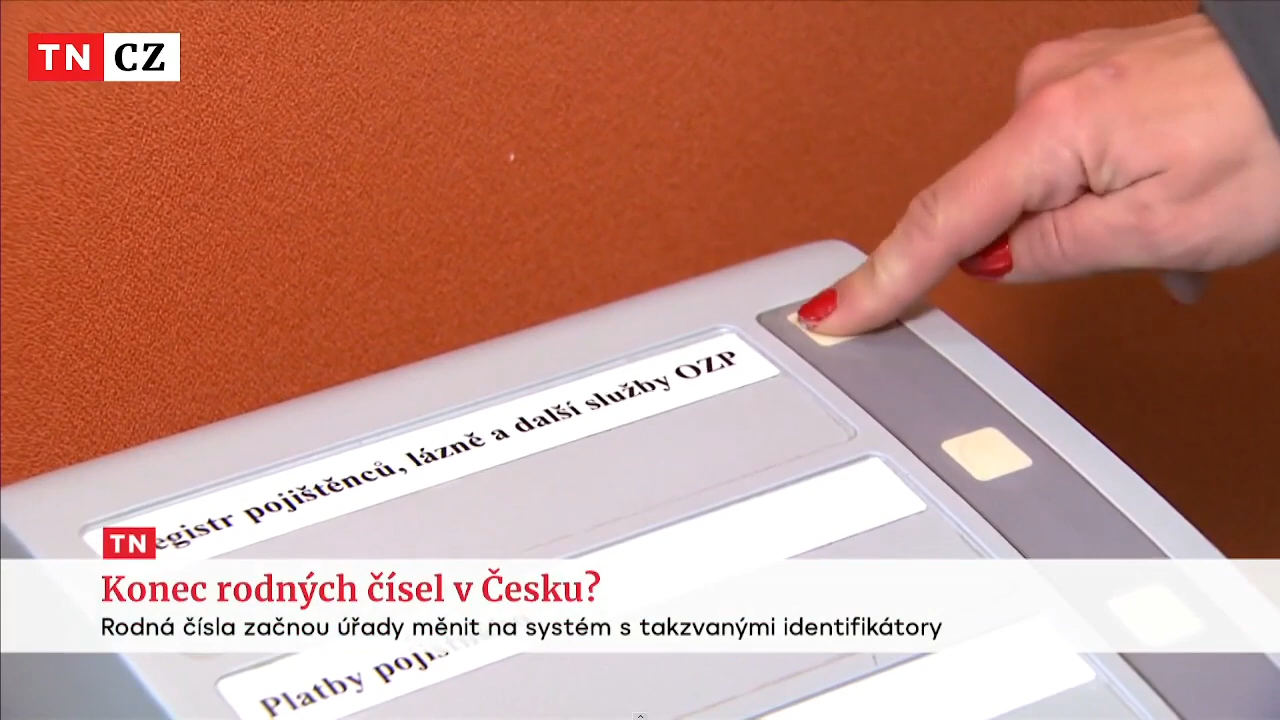 TN CZ
egistr pojištěnců, lázně a další služby OZP
TN
Konec rodných čísel v Česku?
Rodná čísla začnou úřady měnit na systém s takzvanými identifikátory
Platby